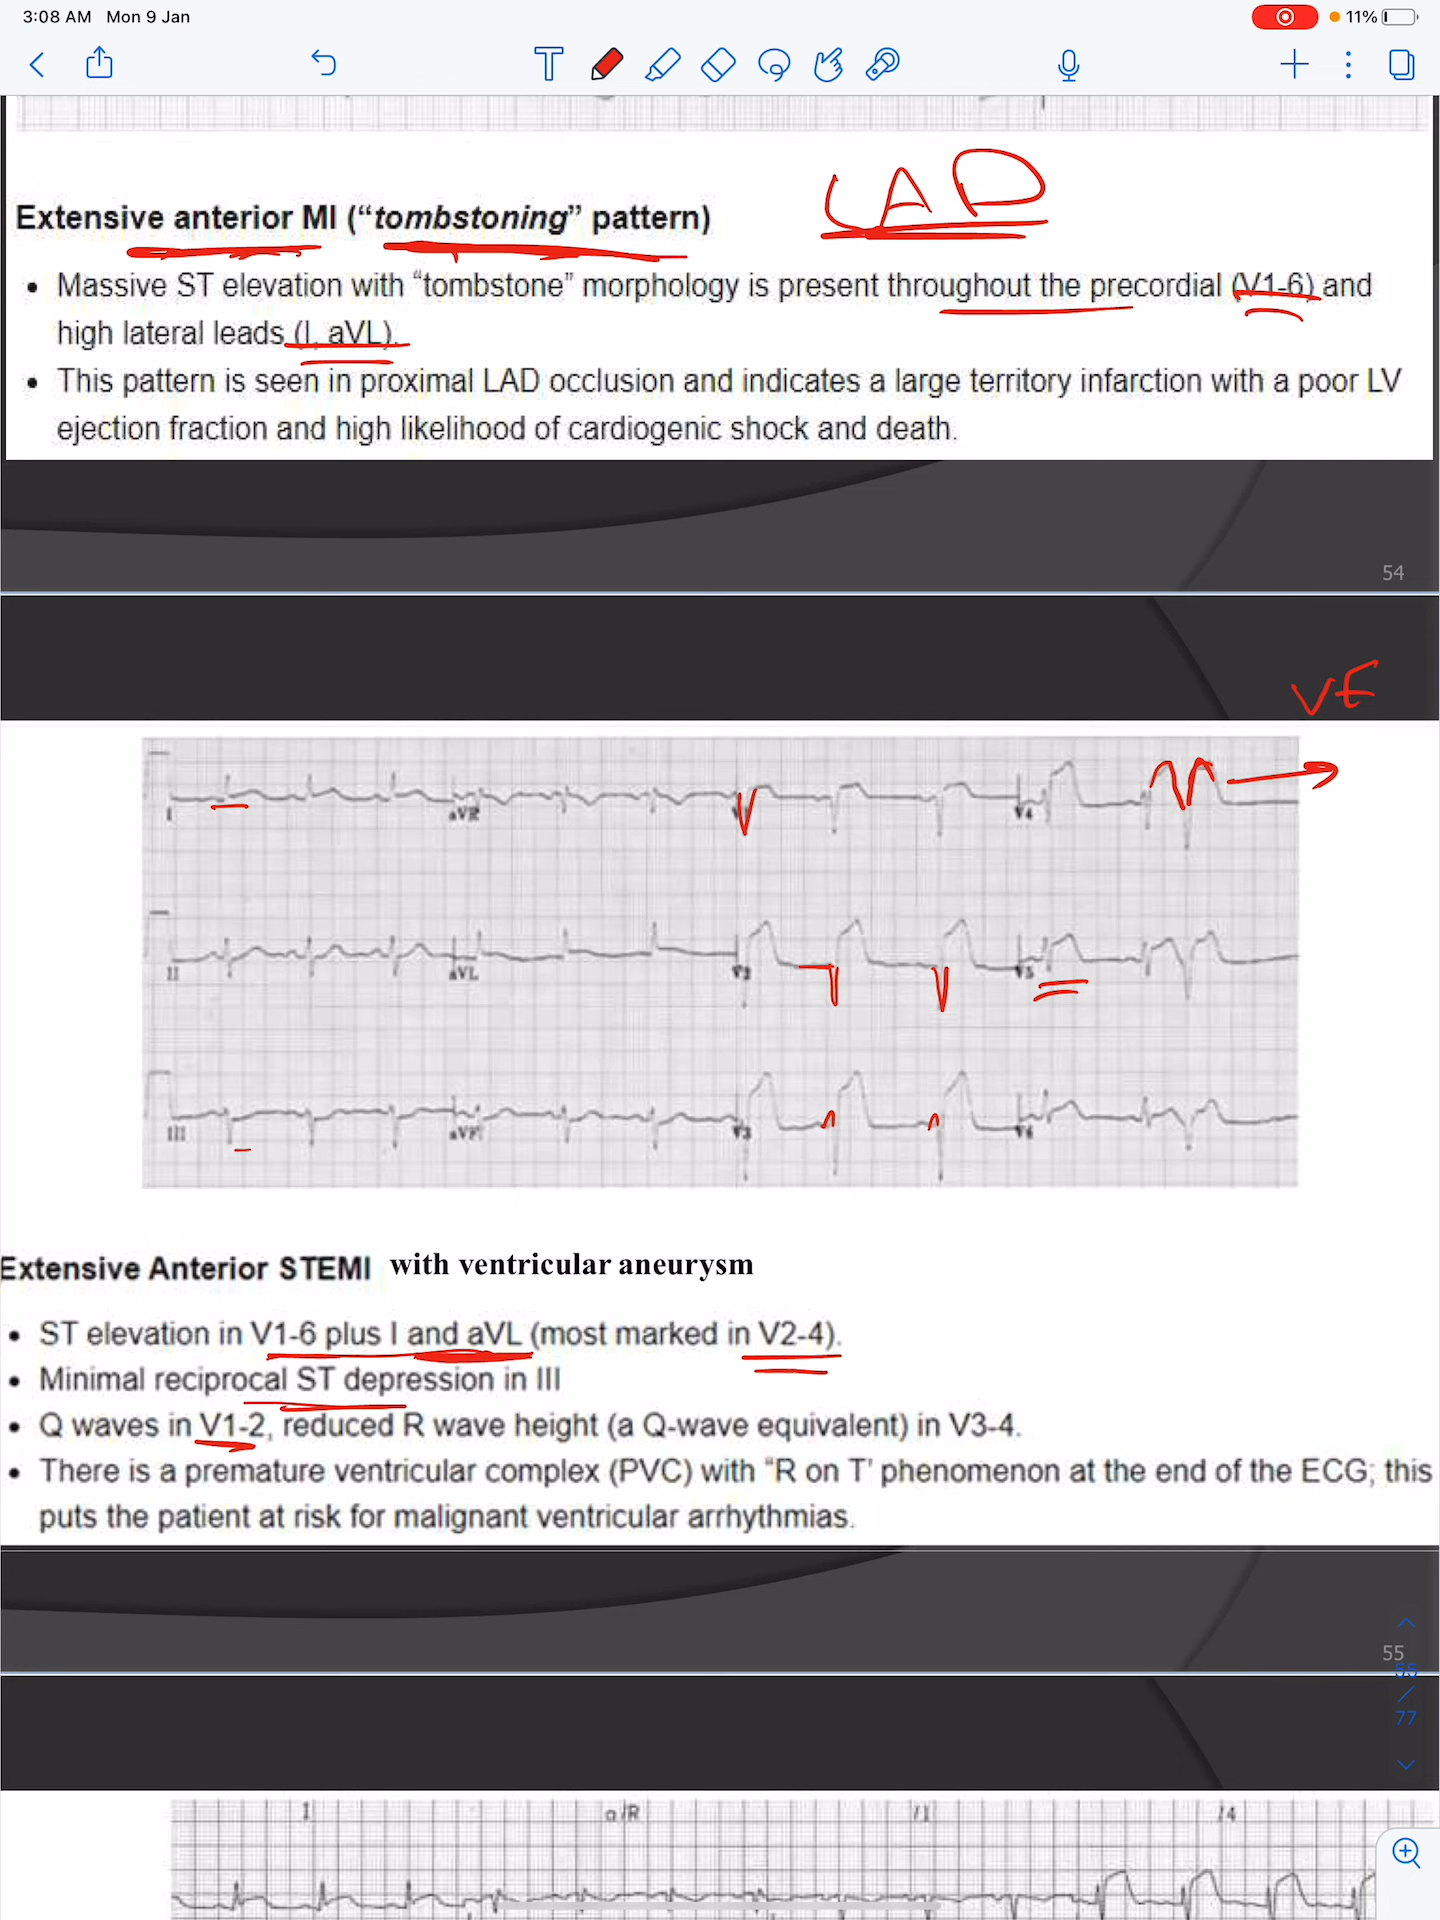 3:08 AM Mon 9 Jan
11%
LAD
Extensive anterior MI (“tombstoning” pattern)
• Massive ST elevation with “tombstone” morphology is present throughout the precordial (V1-6) and
high lateral leads (I, aVL).
• This pattern is seen in proximal LAD occlusion and indicates a large territory infarction with a poor LV
ejection fraction and high likelihood of cardiogenic shock and death.
54
VF
I
aVR
V4
II
aVL
V2
V5
III
aVF
V3
V6
Extensive Anterior STEMI with ventricular aneurysm
• ST elevation in V1-6 plus I and aVL (most marked in V2-4).
• Minimal reciprocal ST depression in III
• Q waves in V1-2, reduced R wave height (a Q-wave equivalent) in V3-4.
• There is a premature ventricular complex (PVC) with “R on T’ phenomenon at the end of the ECG; this
puts the patient at risk for malignant ventricular arrhythmias.
55
55
/
77
I